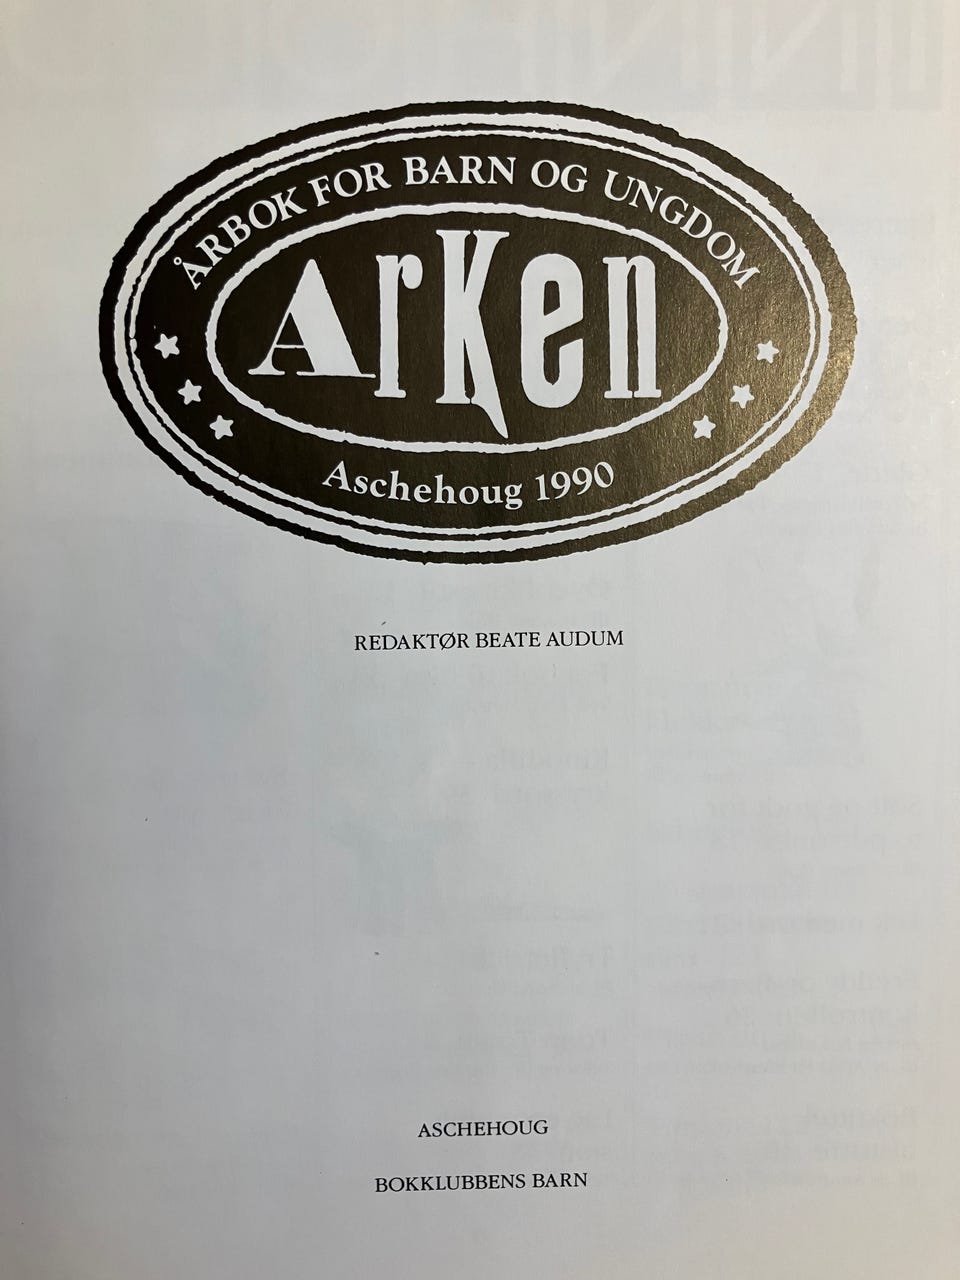 ÅRBOK FOR BARN OG UNGDOM
Arken
Aschehoug 1990
REDAKTØR BEATE AUDUM
ASCHEHOUG
BOKKLUBBENS BARN